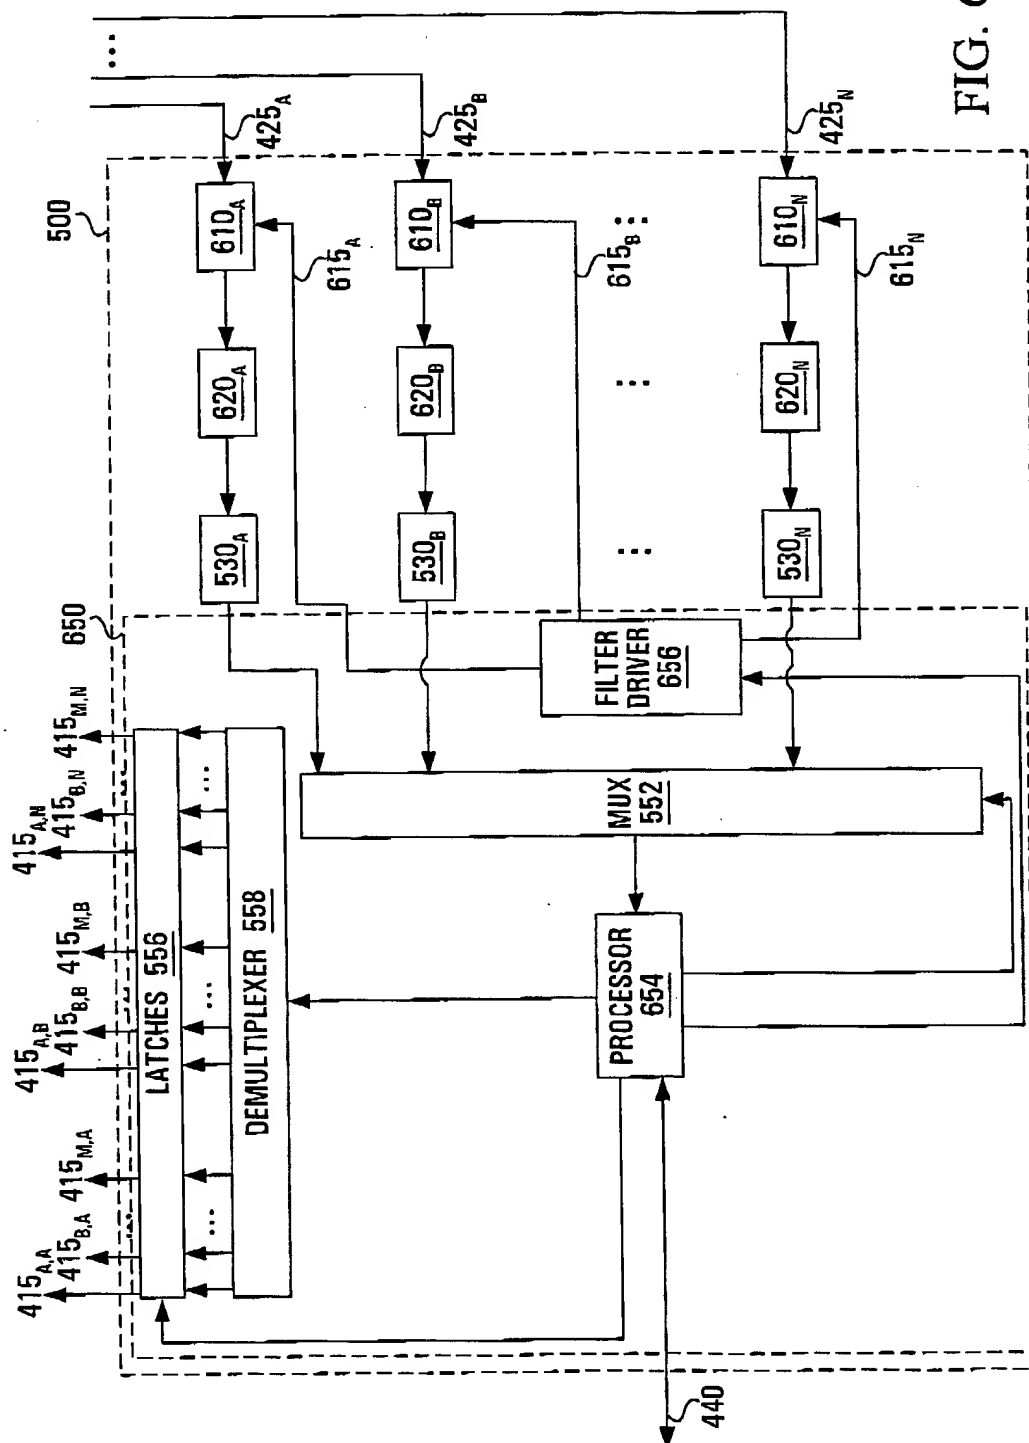 500
650
425A
425B
425N
610A
610B
610N
615A
615B
615N
620A
620B
620N
...
530A
530B
530N
...
FILTER
DRIVER
656
MUX 552
PROCESSOR
654
DEMULTIPLEXER 558
LATCHES 556
415A,A
415B,A
415M,A
415A,B
415B,B
415M,B
415A,N
415B,N
415M,N
440
FIG.